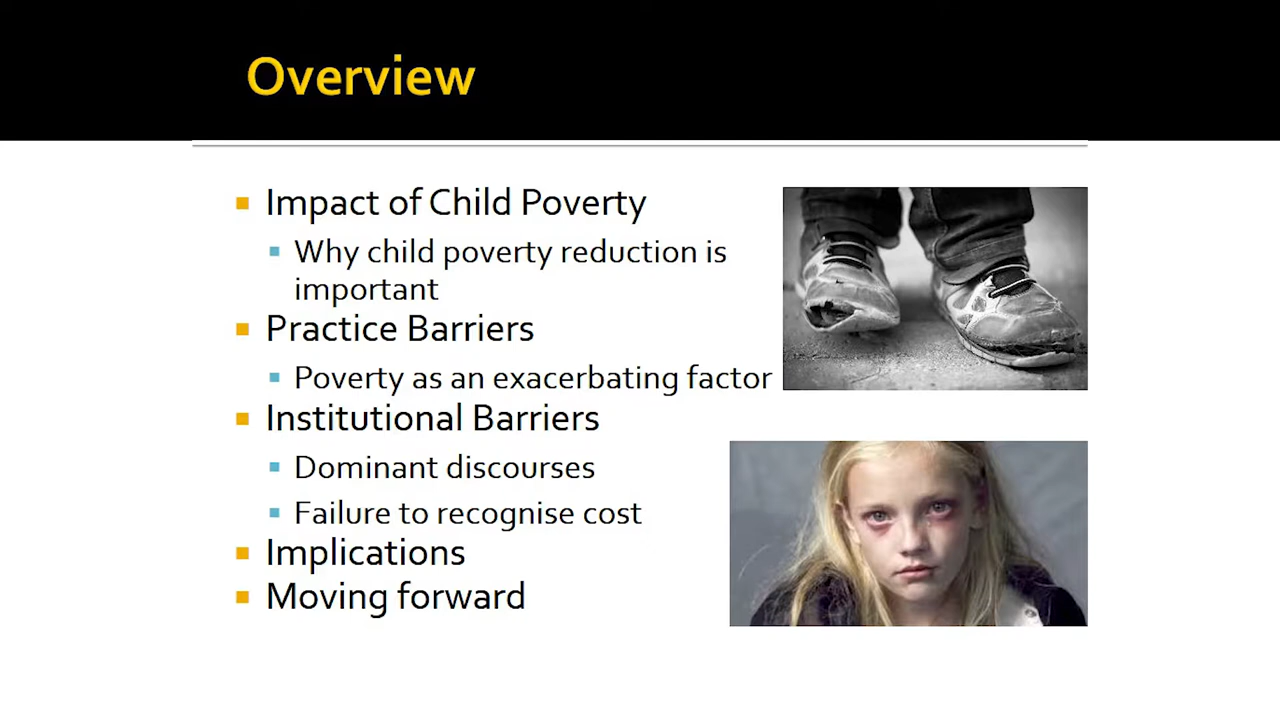 Overview
Impact of Child Poverty
Why child poverty reduction is
important
Practice Barriers
Poverty as an exacerbating factor
Institutional Barriers
Dominant discourses
Failure to recognise cost
Implications
Moving forward